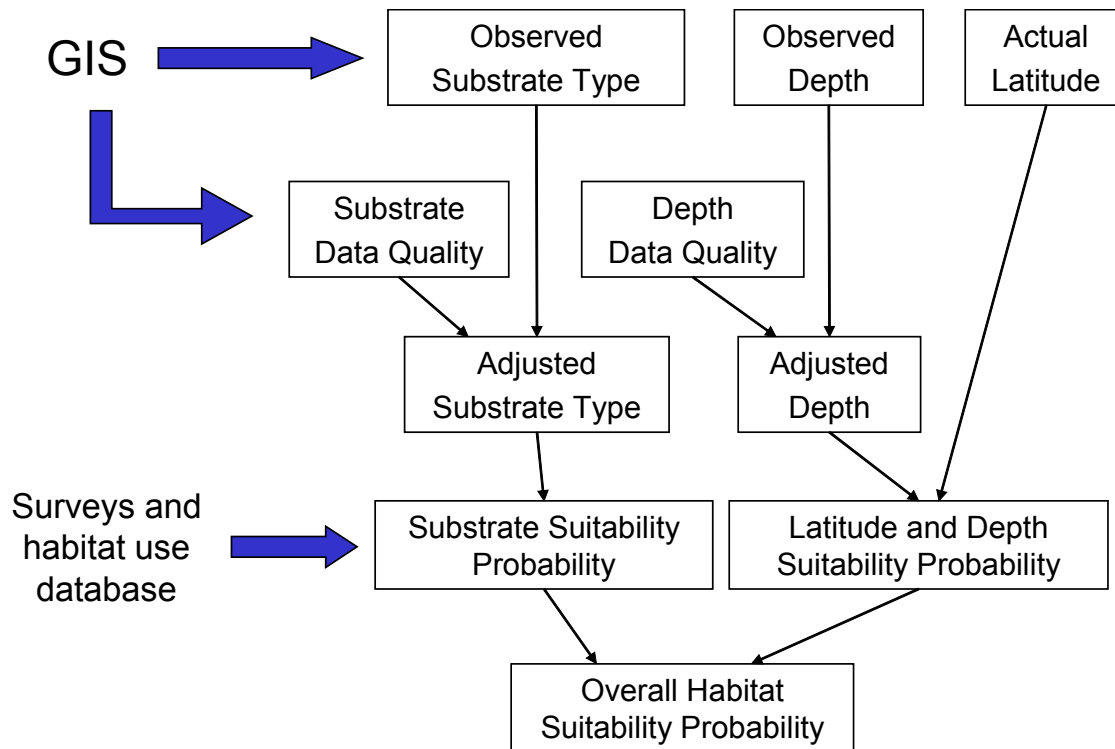 GIS
Observed
Substrate Type
Observed
Depth
Actual
Latitude
Substrate
Data Quality
Depth
Data Quality
Adjusted
Substrate Type
Adjusted
Depth
Surveys and
habitat use
database
Substrate Suitability
Probability
Latitude and Depth
Suitability Probability
Overall Habitat
Suitability Probability